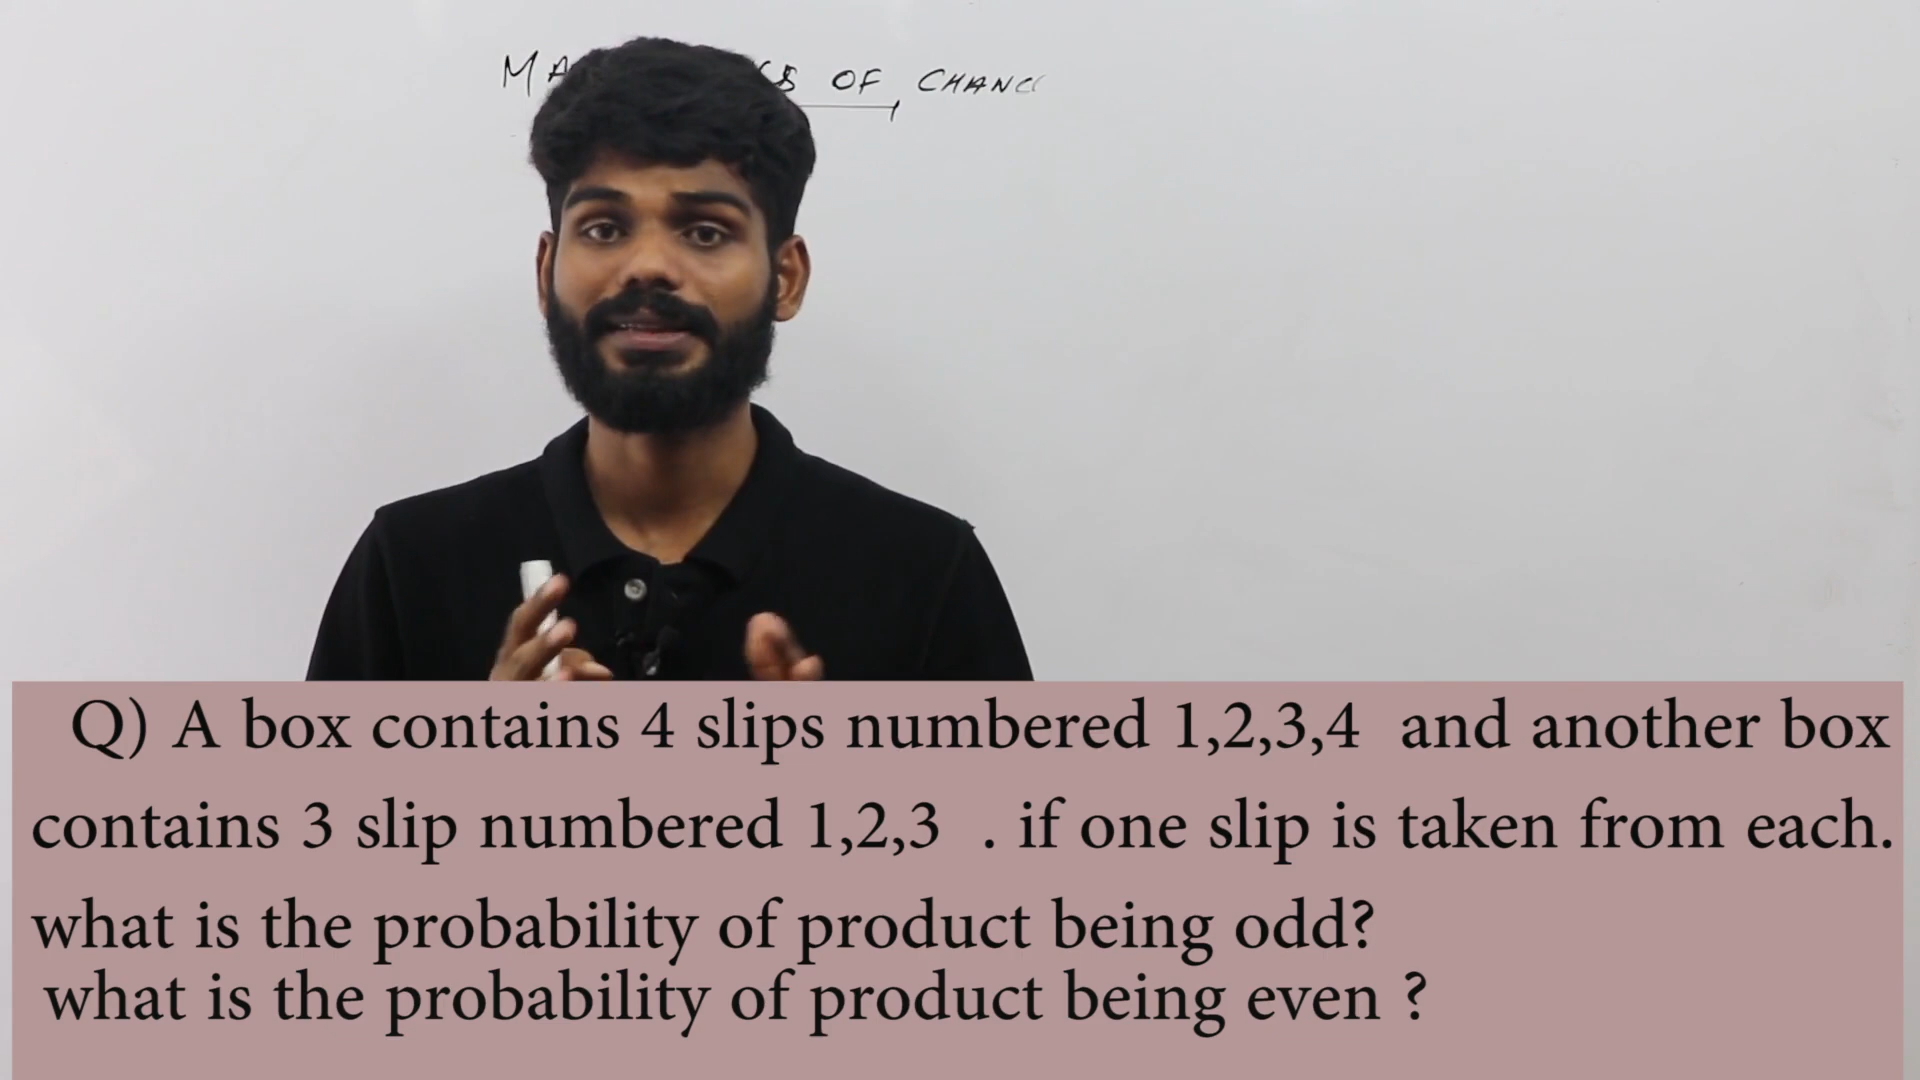 OF CHANC
Q) A box contains 4 slips numbered 1,2,3,4 and another box
contains 3 slip numbered 1,2,3 . if one slip is taken from each.
what is the probability of product being odd?
what is the probability of product being even ?